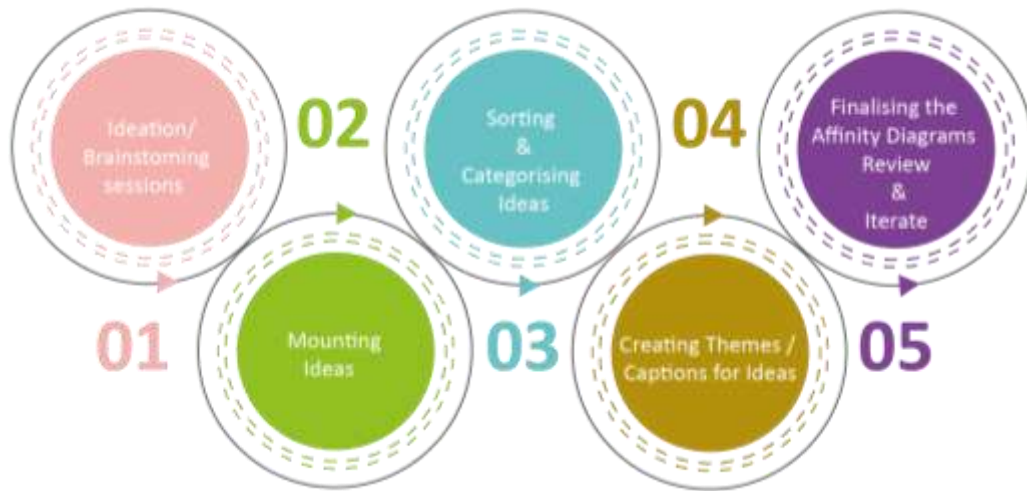 Ideation/
Brainstoming
sessions
01
02
Mounting
Ideas
Sorting
&
Categorising
Ideas
03
04
Creating Themes /
Captions for Ideas
Finalising the
Affinity Diagrams
Review
&
Iterate
05